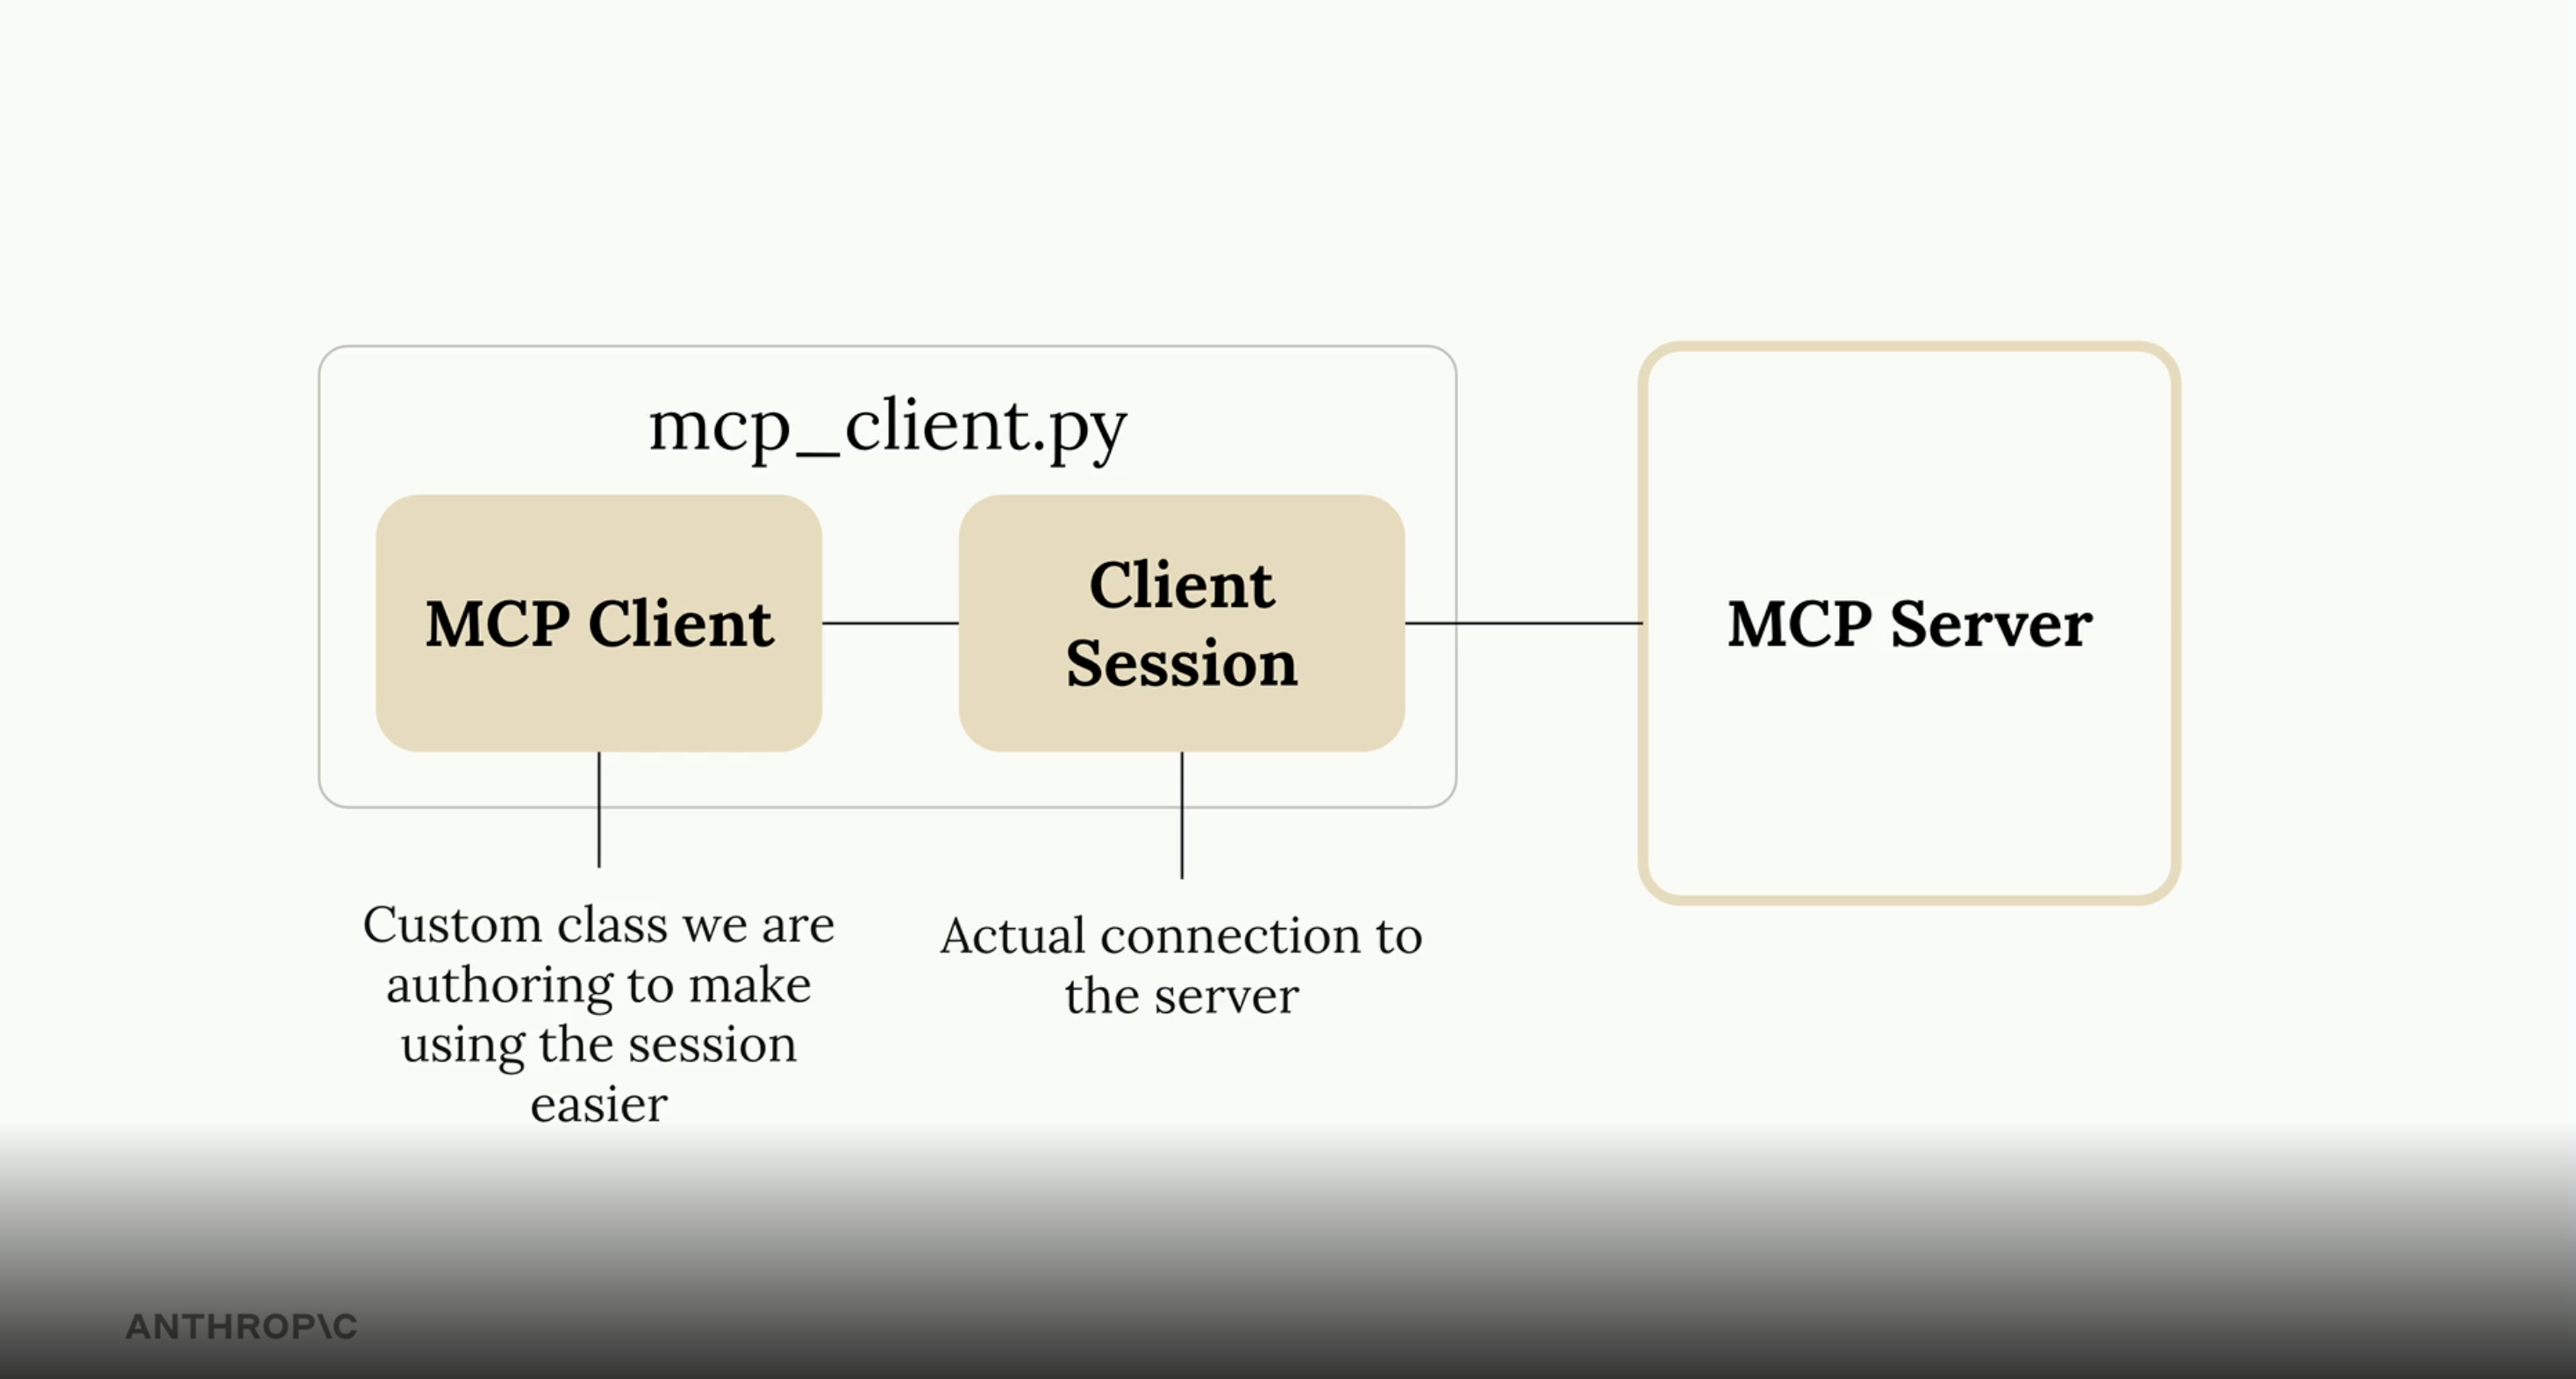 mcp_client.py
MCP Client
Client
Session
MCP Server
Custom class we are
authoring to make
using the session
easier
Actual connection to
the server
ANTHROP\C